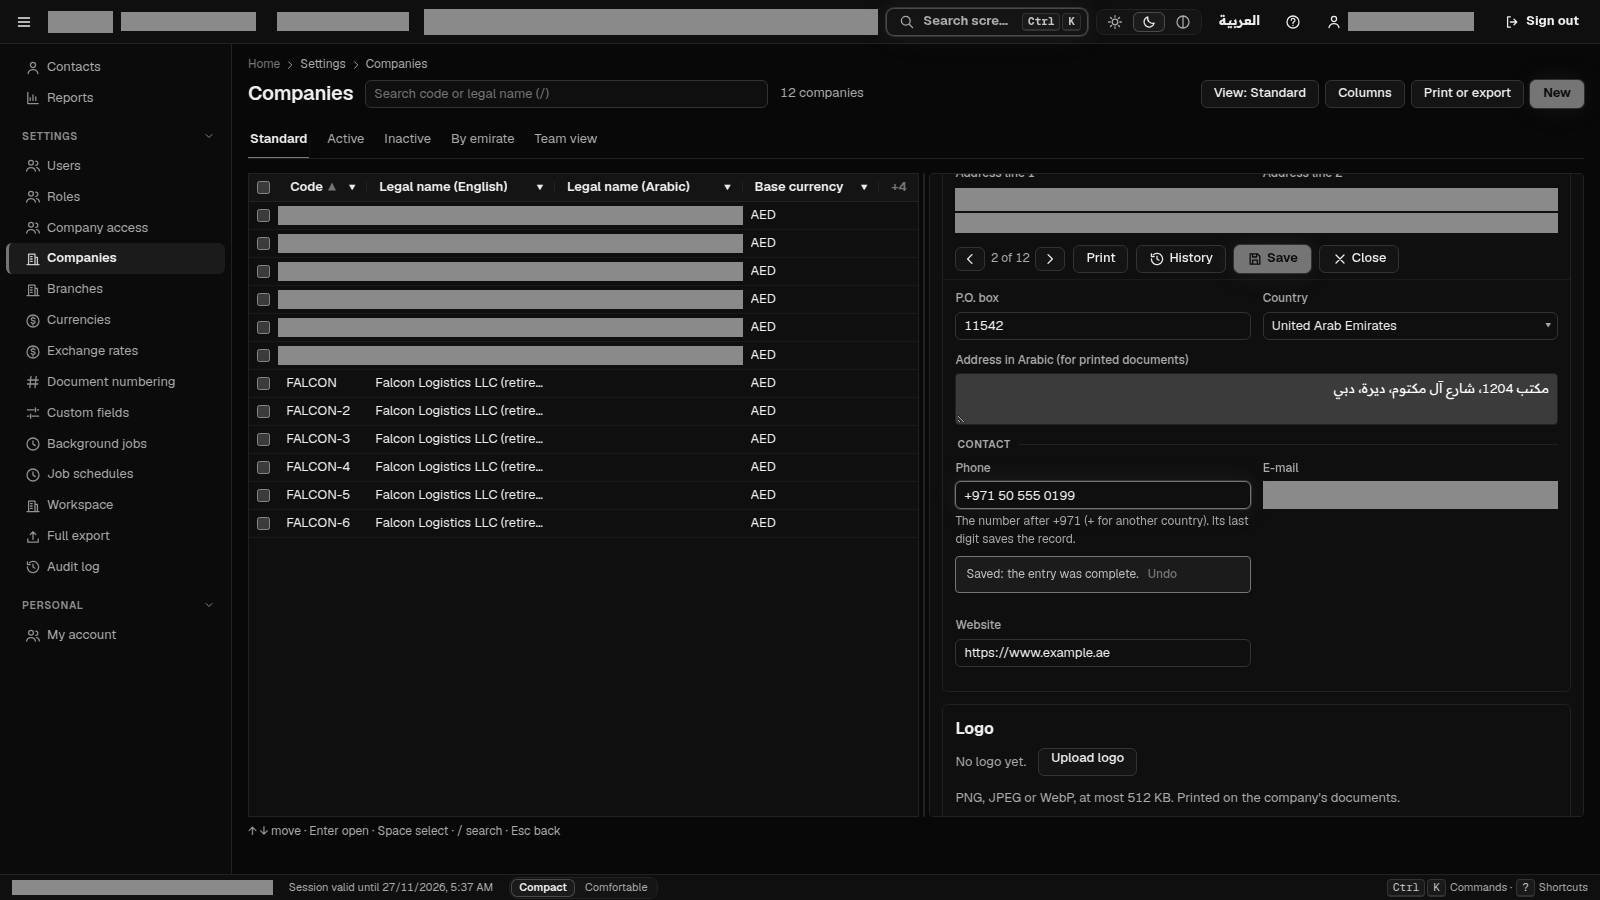 Search scre... Ctrl K العربية Sign out
Contacts
Reports
SETTINGS
Users
Roles
Company access
Companies
Branches
Currencies
Exchange rates
Document numbering
Custom fields
Background jobs
Job schedules
Workspace
Full export
Audit log
PERSONAL
My account
Home > Settings > Companies
Companies Search code or legal name (/) 12 companies View: Standard Columns Print or export New
Standard Active Inactive By emirate Team view
Code Legal name (English) Legal name (Arabic) Base currency +4
AED
AED
AED
AED
AED
AED
FALCON Falcon Logistics LLC (retire... AED
FALCON-2 Falcon Logistics LLC (retire... AED
FALCON-3 Falcon Logistics LLC (retire... AED
FALCON-4 Falcon Logistics LLC (retire... AED
FALCON-5 Falcon Logistics LLC (retire... AED
FALCON-6 Falcon Logistics LLC (retire... AED
Address line 1 Address line 2
2 of 12 Print History Save Close
P.O. box Country
11542 United Arab Emirates
Address in Arabic (for printed documents)
مكتب 1204، شارع آل مكتوم، ديرة، دبي
CONTACT
Phone E-mail
+971 50 555 0199
The number after +971 (+ for another country). Its last
digit saves the record.
Saved: the entry was complete. Undo
Website
https://www.example.ae
Logo
No logo yet. Upload logo
PNG, JPEG or WebP, at most 512 KB. Printed on the company's documents.
↑↓ move · Enter open · Space select · / search · Esc back
Session valid until 27/11/2026, 5:37 AM Compact Comfortable Ctrl K Commands · ? Shortcuts